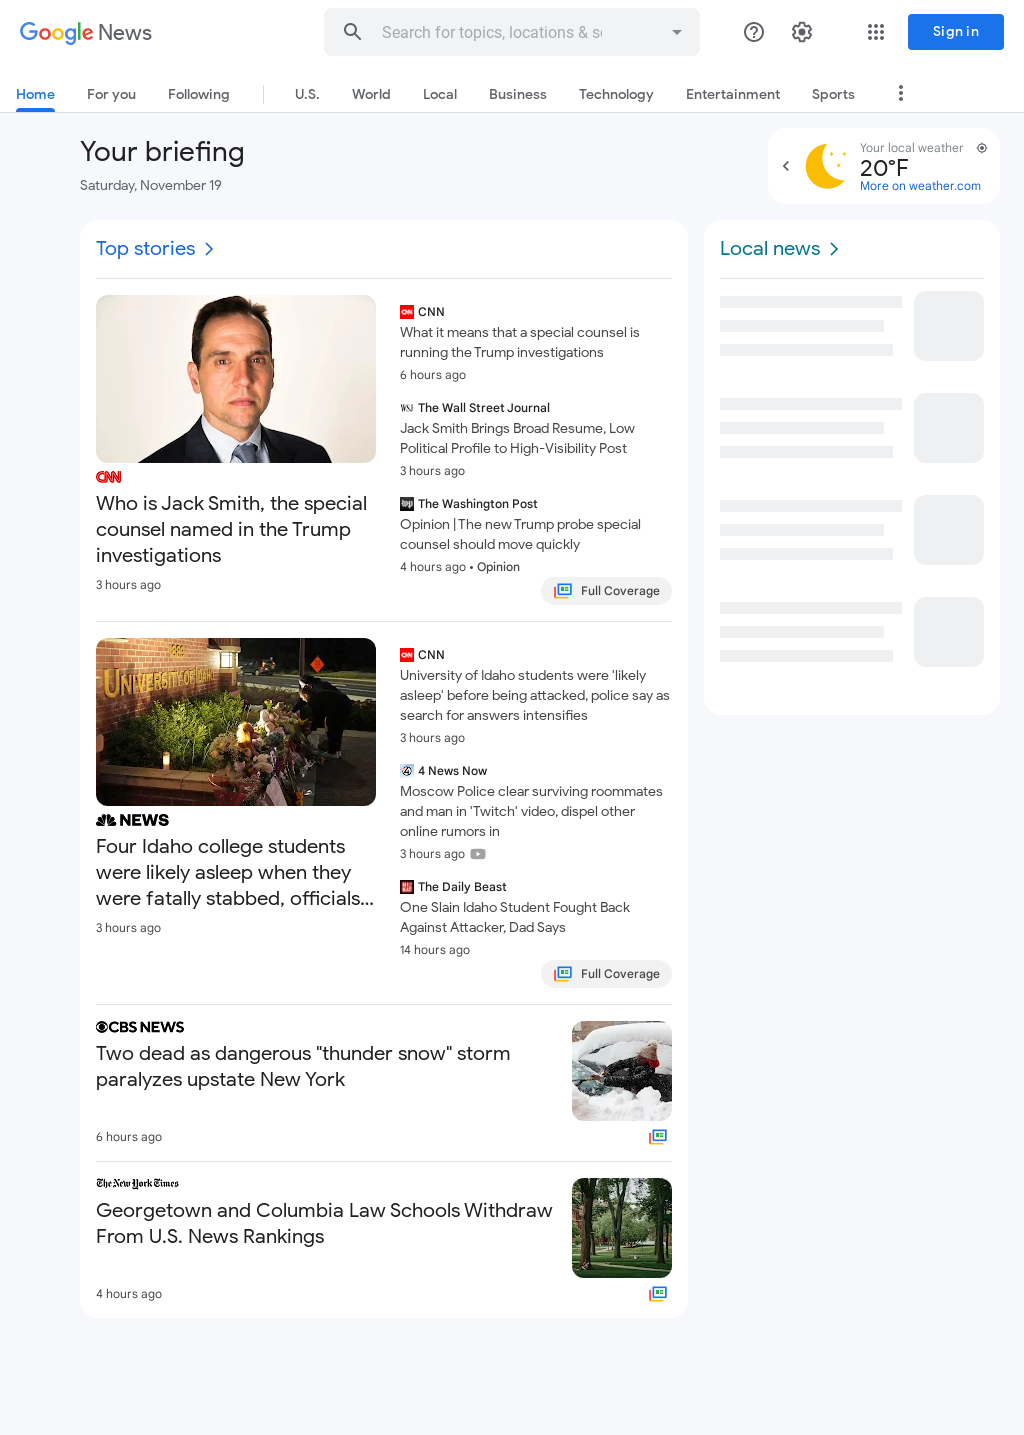 Google News
Search for topics, locations & so
Sign in
Home
For you
Following
U.S.
World
Local
Business
Technology
Entertainment
Sports
Your briefing
Saturday, November 19
Your local weather
20°F
More on weather.com
Top stories
CNN
Who is Jack Smith, the special
counsel named in the Trump
investigations
3 hours ago
CNN
CNN
What it means that a special counsel is
running the Trump investigations
6 hours ago
WSJ
The Wall Street Journal
Jack Smith Brings Broad Resume, Low
Political Profile to High-Visibility Post
3 hours ago
The Washington Post
Opinion | The new Trump probe special
counsel should move quickly
4 hours ago • Opinion
Full Coverage
UNIVERSITY OF IDAHO
NEWS
Four Idaho college students
were likely asleep when they
were fatally stabbed, officials...
3 hours ago
CNN
CNN
University of Idaho students were 'likely
asleep' before being attacked, police say as
search for answers intensifies
3 hours ago
4
4 News Now
Moscow Police clear surviving roommates
and man in 'Twitch' video, dispel other
online rumors in
3 hours ago
The Daily Beast
One Slain Idaho Student Fought Back
Against Attacker, Dad Says
14 hours ago
Full Coverage
CBS NEWS
Two dead as dangerous "thunder snow" storm
paralyzes upstate New York
6 hours ago
The New York Times
Georgetown and Columbia Law Schools Withdraw
From U.S. News Rankings
4 hours ago
Local news